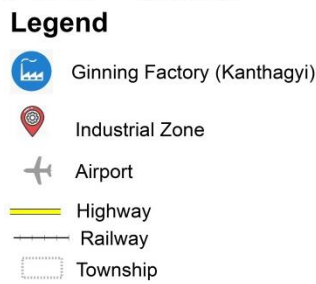 Legend
Ginning Factory (Kanthagyi)
Industrial Zone
Airport
Highway
Railway
Township